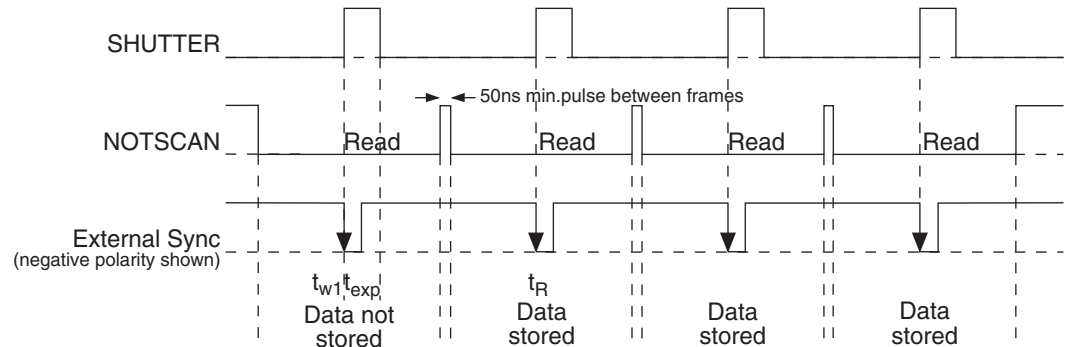 SHUTTER
50ns min.pulse between frames
NOTSCAN
Read
Read
Read
Read
External Sync
(negative polarity shown)
tw1 texp
tR
Data not
stored
Data
stored
Data
stored
Data
stored